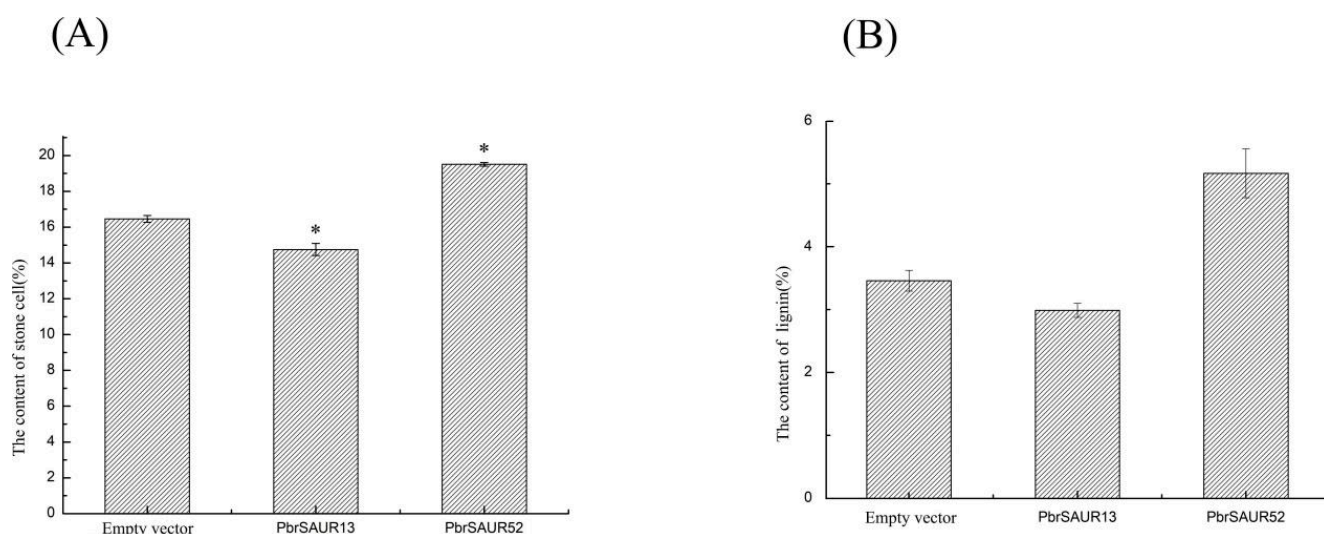 (A)
The content of stone cell(%)
20
18
16
14
12
10
8
6
4
2
0
*
*
Empty vector
PbrSAUR13
PbrSAUR52
(B)
The content of lignin(%)
6
4
2
0
Empty vector
PbrSAUR13
PbrSAUR52